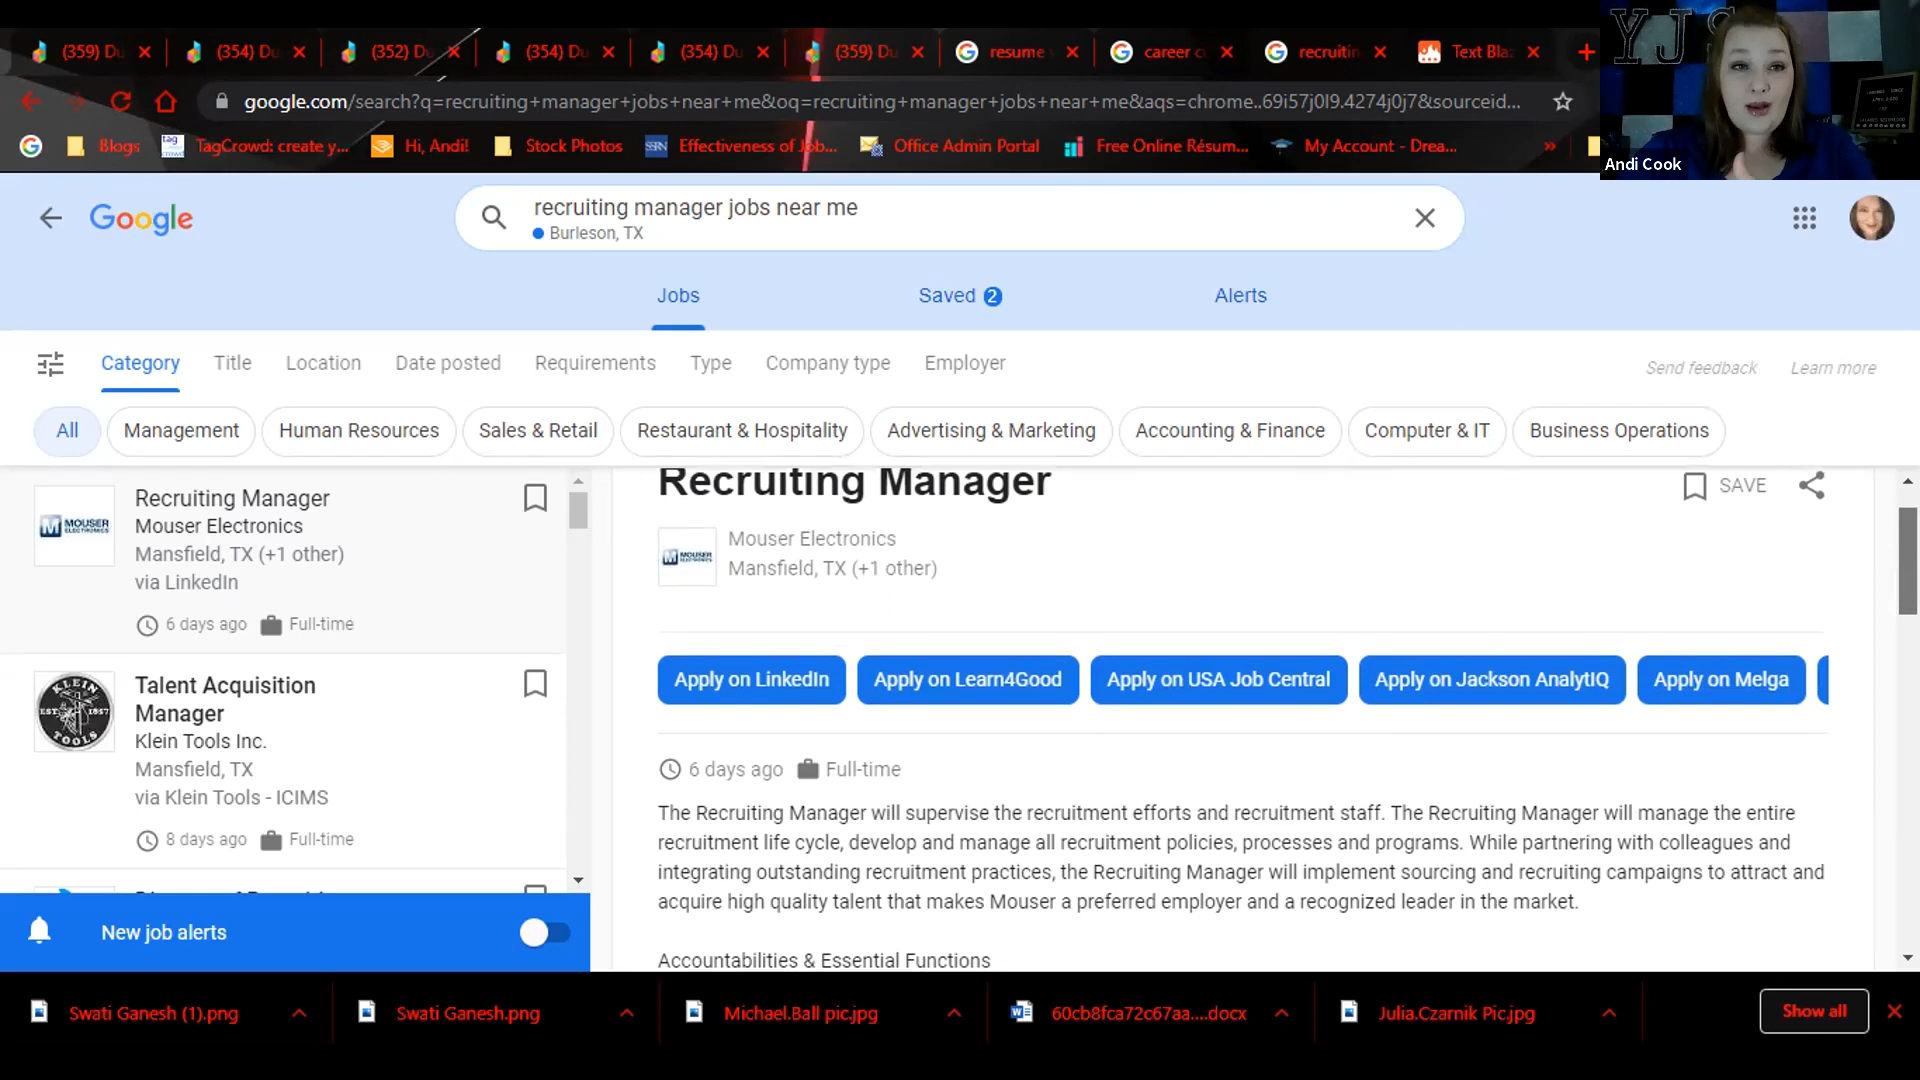 (359) Du
(354) Du
(352) Du
(354) Du
(354) Du
(359) Du
resume
career c
recruitin
Text Bla
google.com/search?q=recruiting+manager+jobs+near+me&oq=recruiting+manager+jobs+near+me&aqs=chrome..69i57j0l9.4274j0j7&sourceid...
Blogs
TagCrowd: create y...
Hi, Andi!
Stock Photos
SSRN
Effectiveness of Job...
Office Admin Portal
Free Online Résum...
My Account - Drea...
YJS
Andi Cook
Google
recruiting manager jobs near me
Burleson, TX
Jobs
Saved 2
Alerts
Category
Title
Location
Date posted
Requirements
Type
Company type
Employer
Send feedback
Learn more
All
Management
Human Resources
Sales & Retail
Restaurant & Hospitality
Advertising & Marketing
Accounting & Finance
Computer & IT
Business Operations
MOUSER ELECTRONICS
Recruiting Manager
Mouser Electronics
Mansfield, TX (+1 other)
via LinkedIn
6 days ago
Full-time
KLEIN TOOLS
EST. 1857
Talent Acquisition
Manager
Klein Tools Inc.
Mansfield, TX
via Klein Tools - ICIMS
8 days ago
Full-time
New job alerts
Recruiting Manager
SAVE
MOUSER ELECTRONICS
Mouser Electronics
Mansfield, TX (+1 other)
Apply on LinkedIn
Apply on Learn4Good
Apply on USA Job Central
Apply on Jackson AnalytIQ
Apply on Melga
6 days ago
Full-time
The Recruiting Manager will supervise the recruitment efforts and recruitment staff. The Recruiting Manager will manage the entire
recruitment life cycle, develop and manage all recruitment policies, processes and programs. While partnering with colleagues and
integrating outstanding recruitment practices, the Recruiting Manager will implement sourcing and recruiting campaigns to attract and
acquire high quality talent that makes Mouser a preferred employer and a recognized leader in the market.
Accountabilities & Essential Functions
Swati Ganesh (1).png
Swati Ganesh.png
Michael.Ball pic.jpg
60cb8fca72c67aa....docx
Julia.Czarnik Pic.jpg
Show all